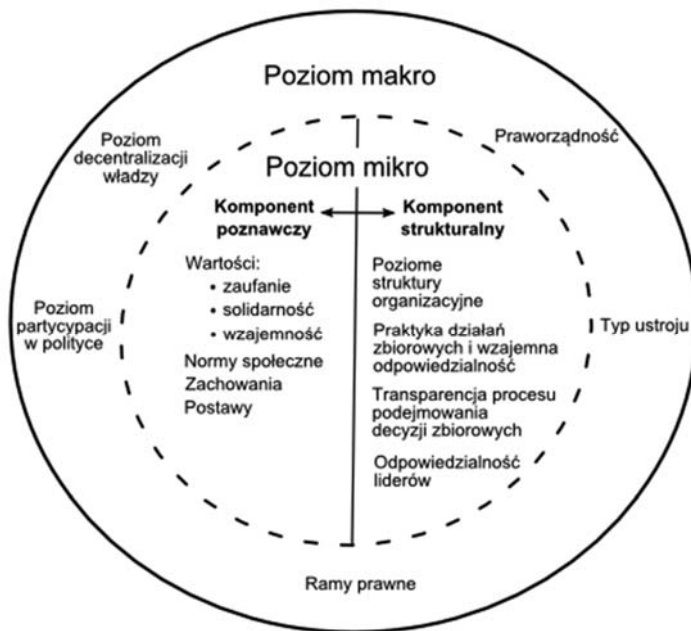 Poziom makro
Poziom
decentralizacji
władzy
Praworządność
Poziom mikro
Komponent
poznawczy
Komponent
strukturalny
Wartości:
• zaufanie
• solidarność
• wzajemność
Normy społeczne
Zachowania
Postawy
Poziome
struktury
organizacyjne
Praktyka działań
zbiorowych i wzajemna
odpowiedzialność
Transparencja procesu
podejmowania
decyzji zbiorowych
Odpowiedzialność
liderów
Poziom
partycypacji
w polityce
Typ ustroju
Ramy prawne